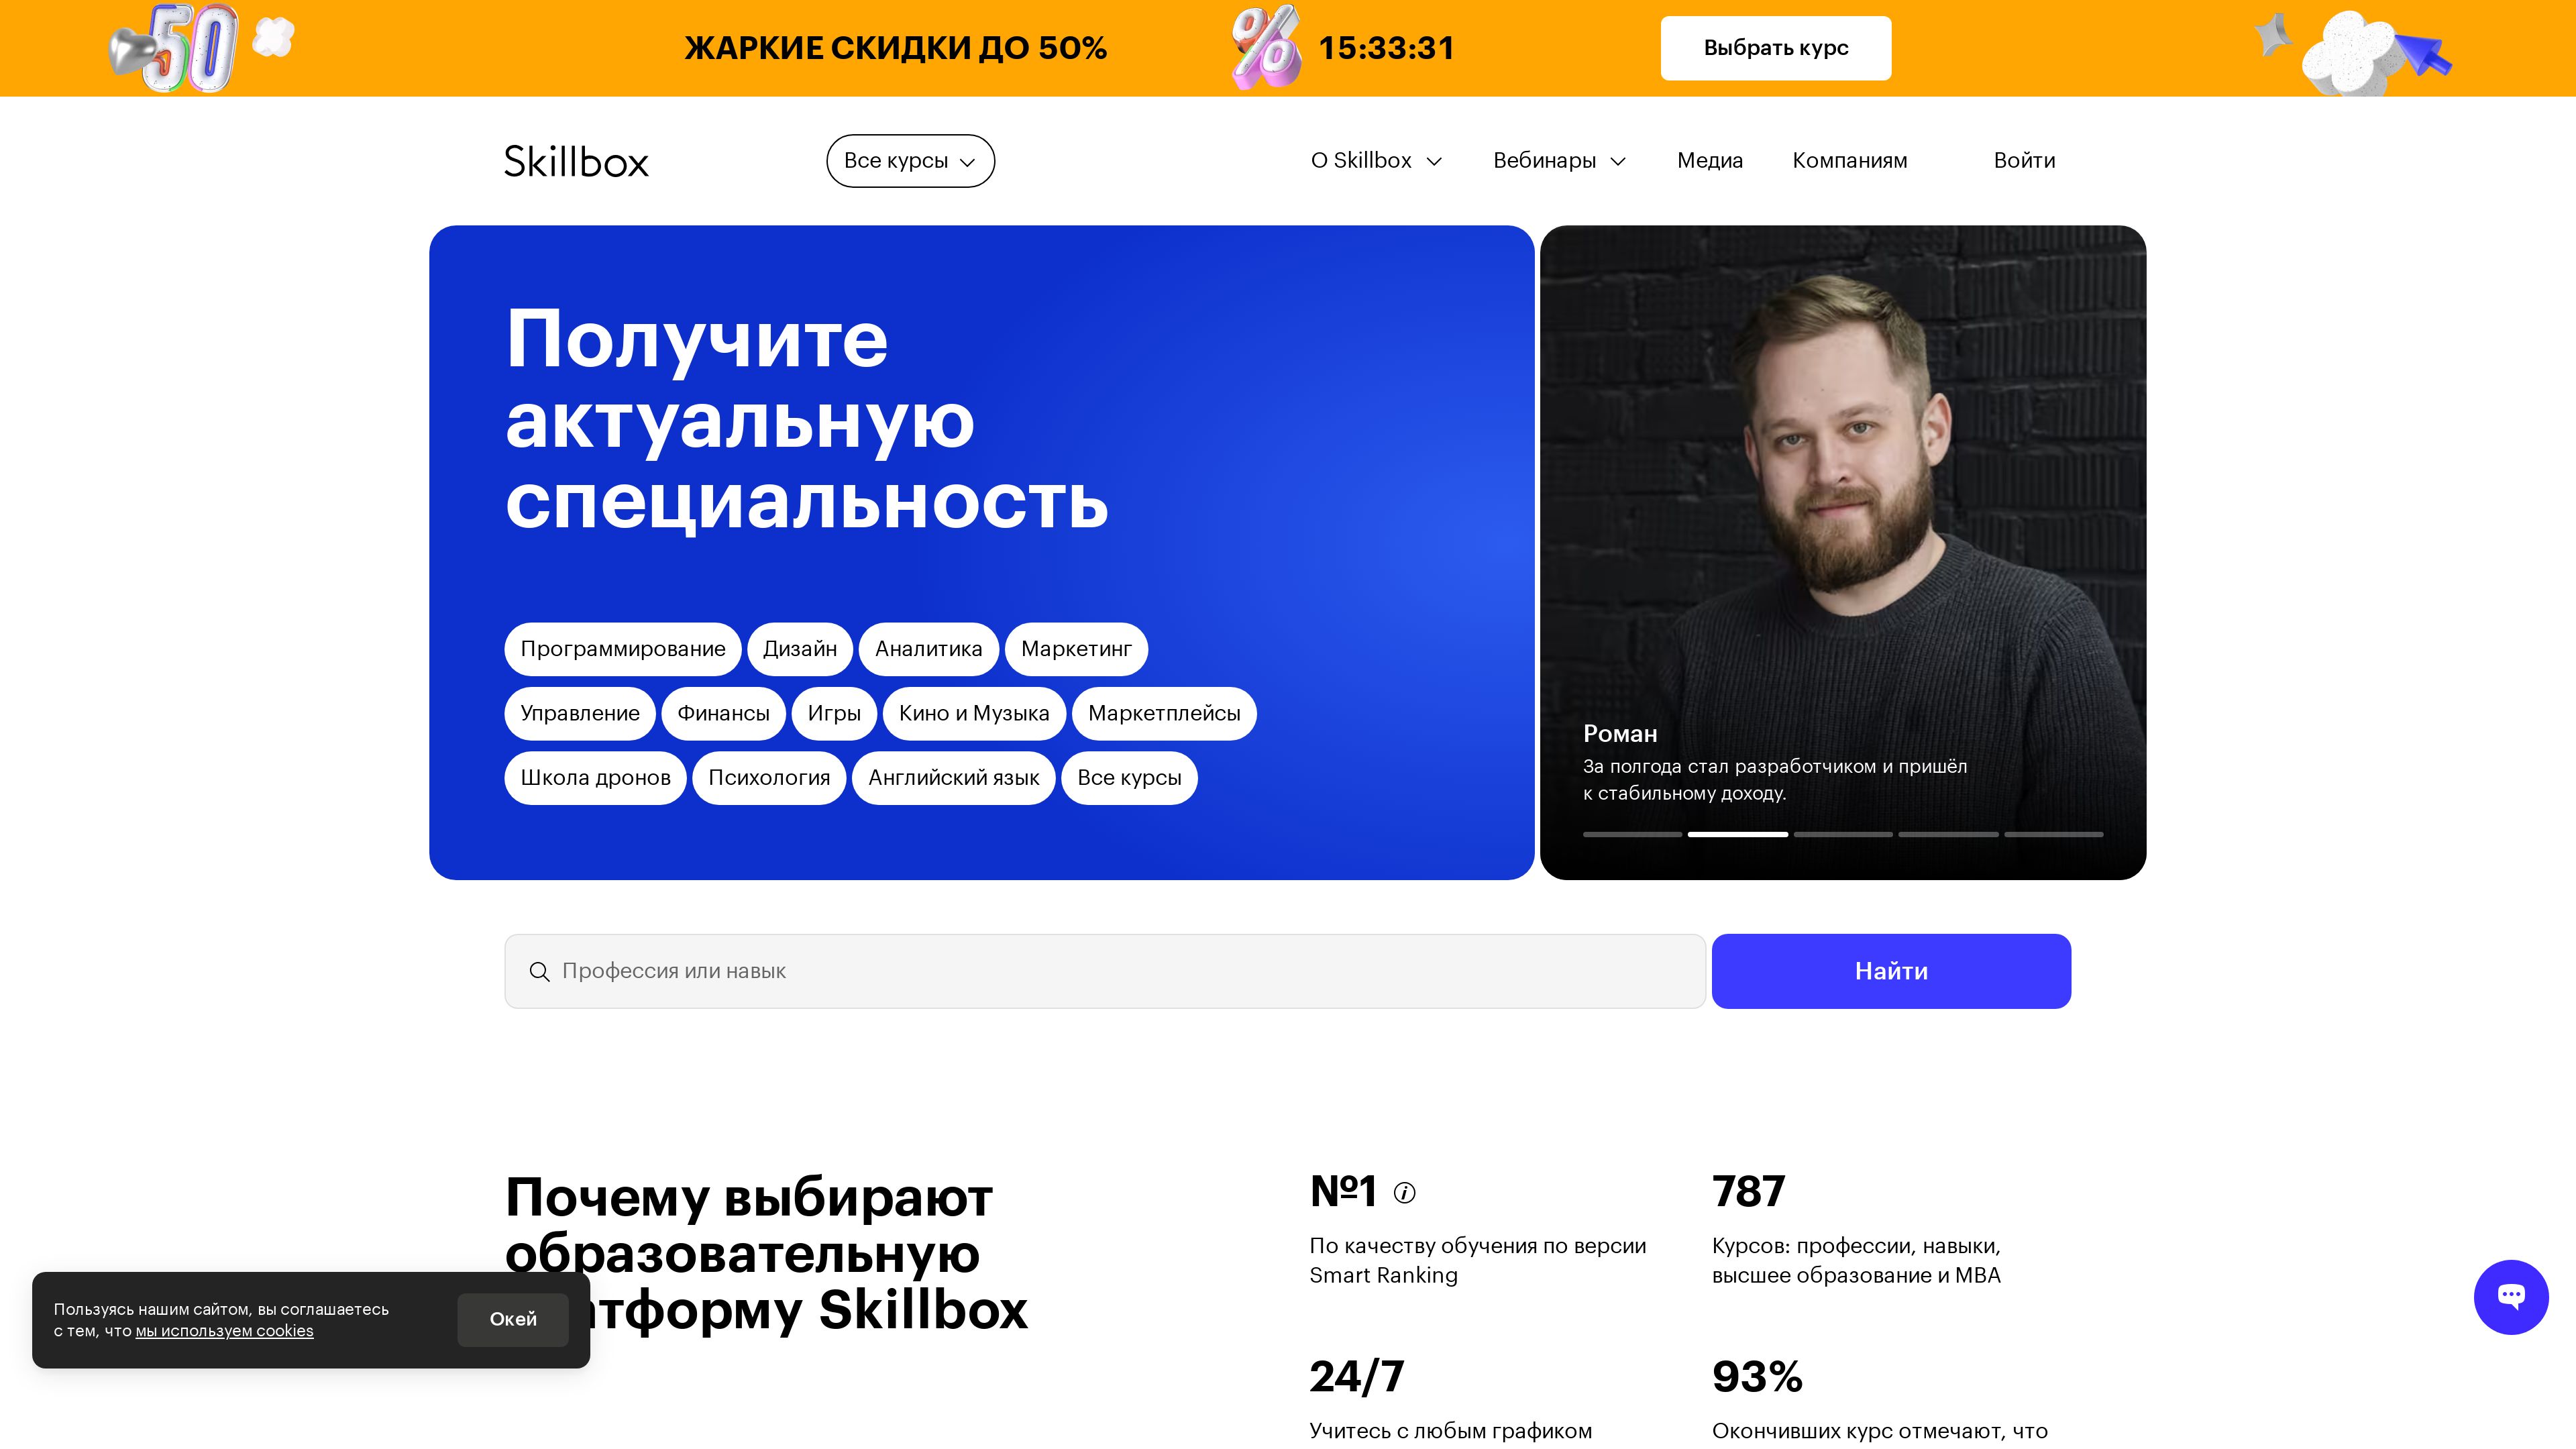 50
ЖАРКИЕ СКИДКИ ДО 50%
%
15:33:31
Выбрать курс
Skillbox
Все курсы
О Skillbox
Вебинары
Медиа
Компаниям
Войти
Получите
актуальную
специальность
Программирование
Дизайн
Аналитика
Маркетинг
Управление
Финансы
Игры
Кино и Музыка
Маркетплейсы
Школа дронов
Психология
Английский язык
Все курсы
Роман
За полгода стал разработчиком и пришёл
к стабильному доходу.
Профессия или навык
Найти
Почему выбирают
образовательную
тформу Skillbox
№1
По качеству обучения по версии
Smart Ranking
787
Курсов: профессии, навыки,
высшее образование и MBA
24/7
Учитесь с любым графиком
93%
Окончивших курс отмечают, что
Пользуясь нашим сайтом, вы соглашаетесь
с тем, что мы используем cookies
Окей